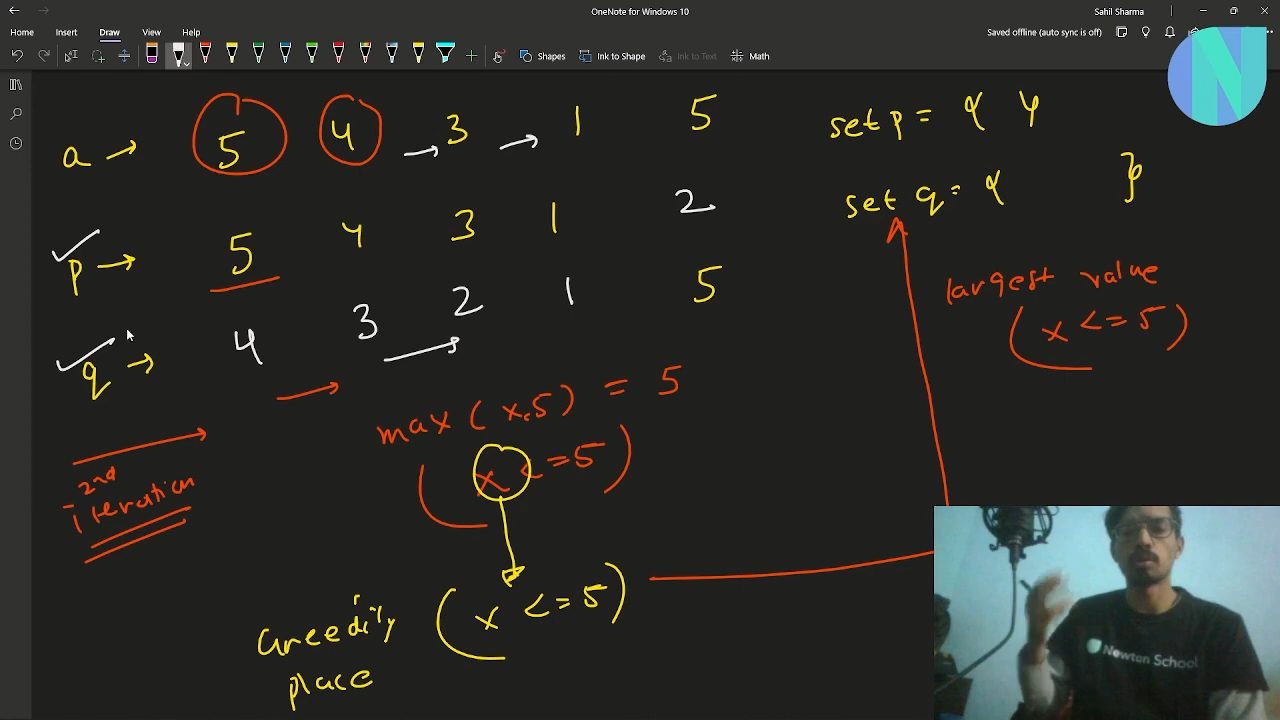 OneNote for Windows 10
Sahil Sharma
Home Insert Draw View Help
Saved offline (auto sync is off)
Shapes Ink to Shape Ink to Text Math
a → 5 4 → 3 → 1 5
set p = { }
p → 5 4 3 1 2
set q = { }
q → 4 3 2 1 5
largest value
(x <= 5)
max (x,5) = 5
(x <= 5)
2nd
iteration
Greedily (x <= 5)
place
Newton School